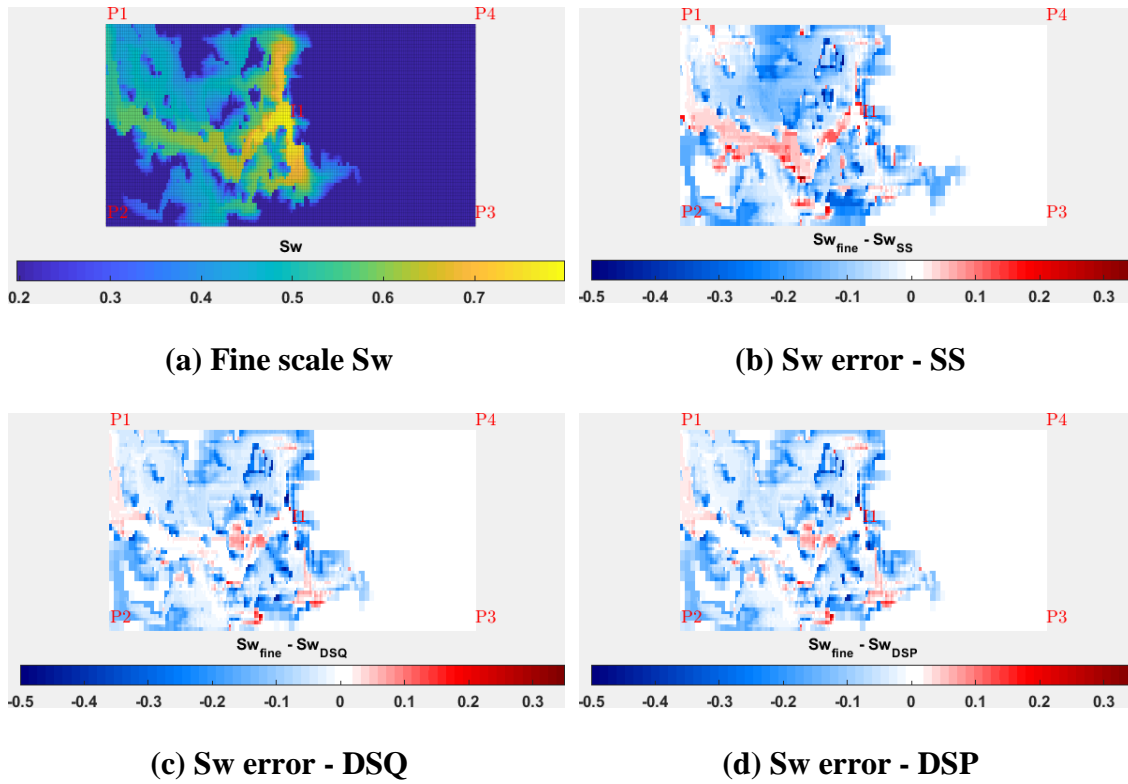 P1 P4 P1 P4
I1 I1
P2 P3 P2 P3
Sw Sw_fine - Sw_SS
0.2 0.3 0.4 0.5 0.6 0.7 -0.5 -0.4 -0.3 -0.2 -0.1 0 0.1 0.2 0.3
(a) Fine scale Sw (b) Sw error - SS
P1 P4 P1 P4
I1 I1
P2 P3 P2 P3
Sw_fine - Sw_DSQ Sw_fine - Sw_DSP
-0.5 -0.4 -0.3 -0.2 -0.1 0 0.1 0.2 0.3 -0.5 -0.4 -0.3 -0.2 -0.1 0 0.1 0.2 0.3
(c) Sw error - DSQ (d) Sw error - DSP